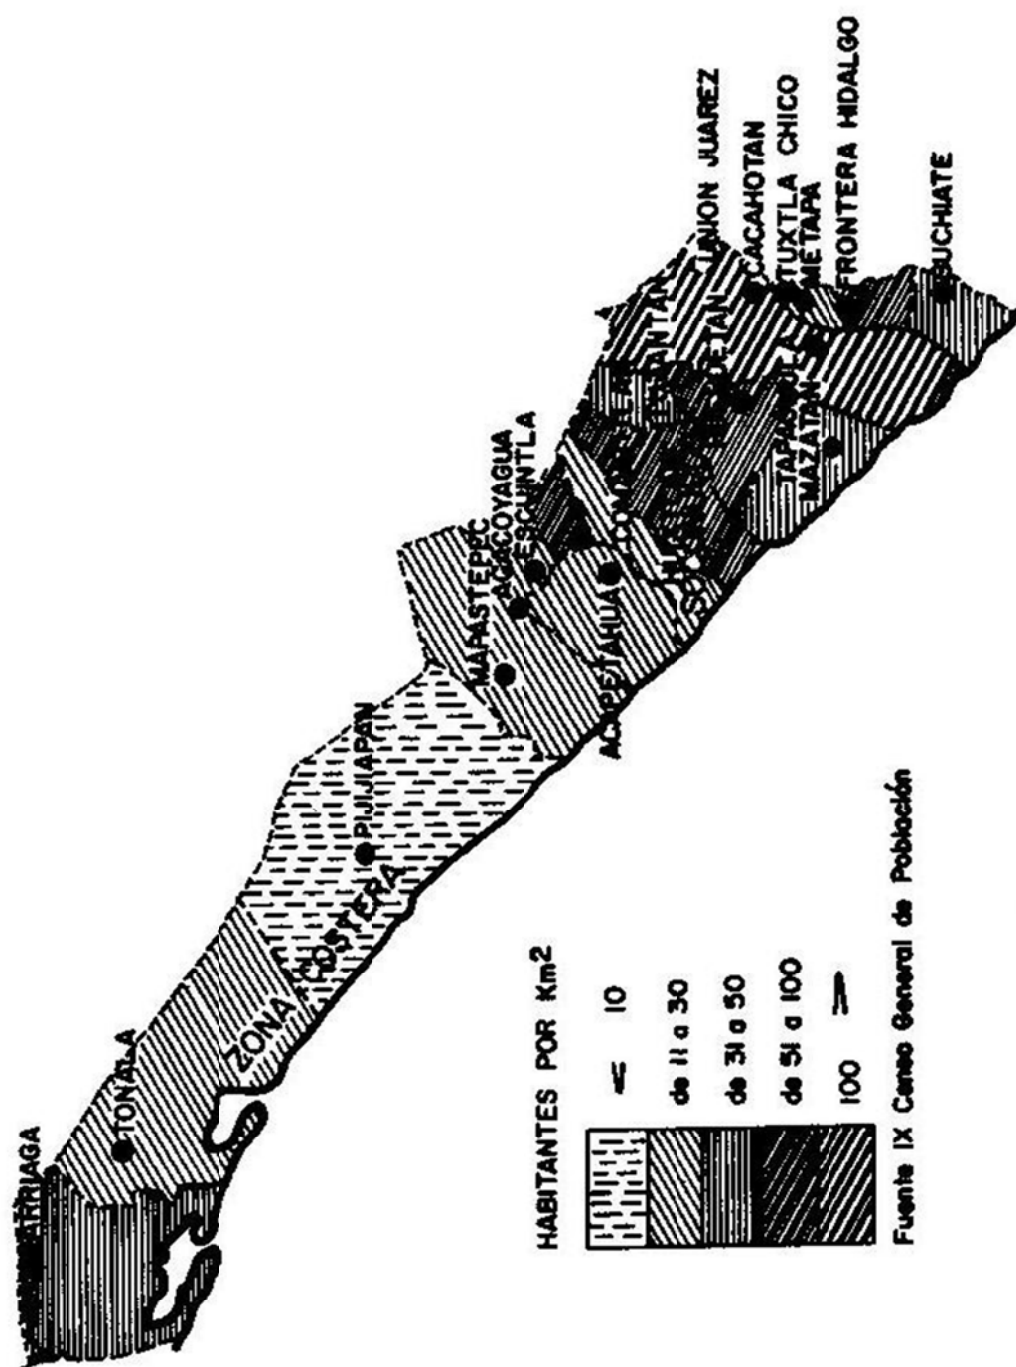 ARRIAGA
TONALA
ZONA COSTERA
PIJIJIAPAN
MAPASTEPEC
ACACOYAGUA
ESCUINTLA
ACAPETAHUA
UNION JUAREZ
CACAHOTAN
TUXTLA CHICO
METAPA
FRONTERA HIDALGO
SUCHIATE
TAPACHULA
MAZATAN
HABITANTES POR Km2
≤ 10
de 11 a 30
de 31 a 50
de 51 a 100
100 ≥
Fuente IX Censo General de Población